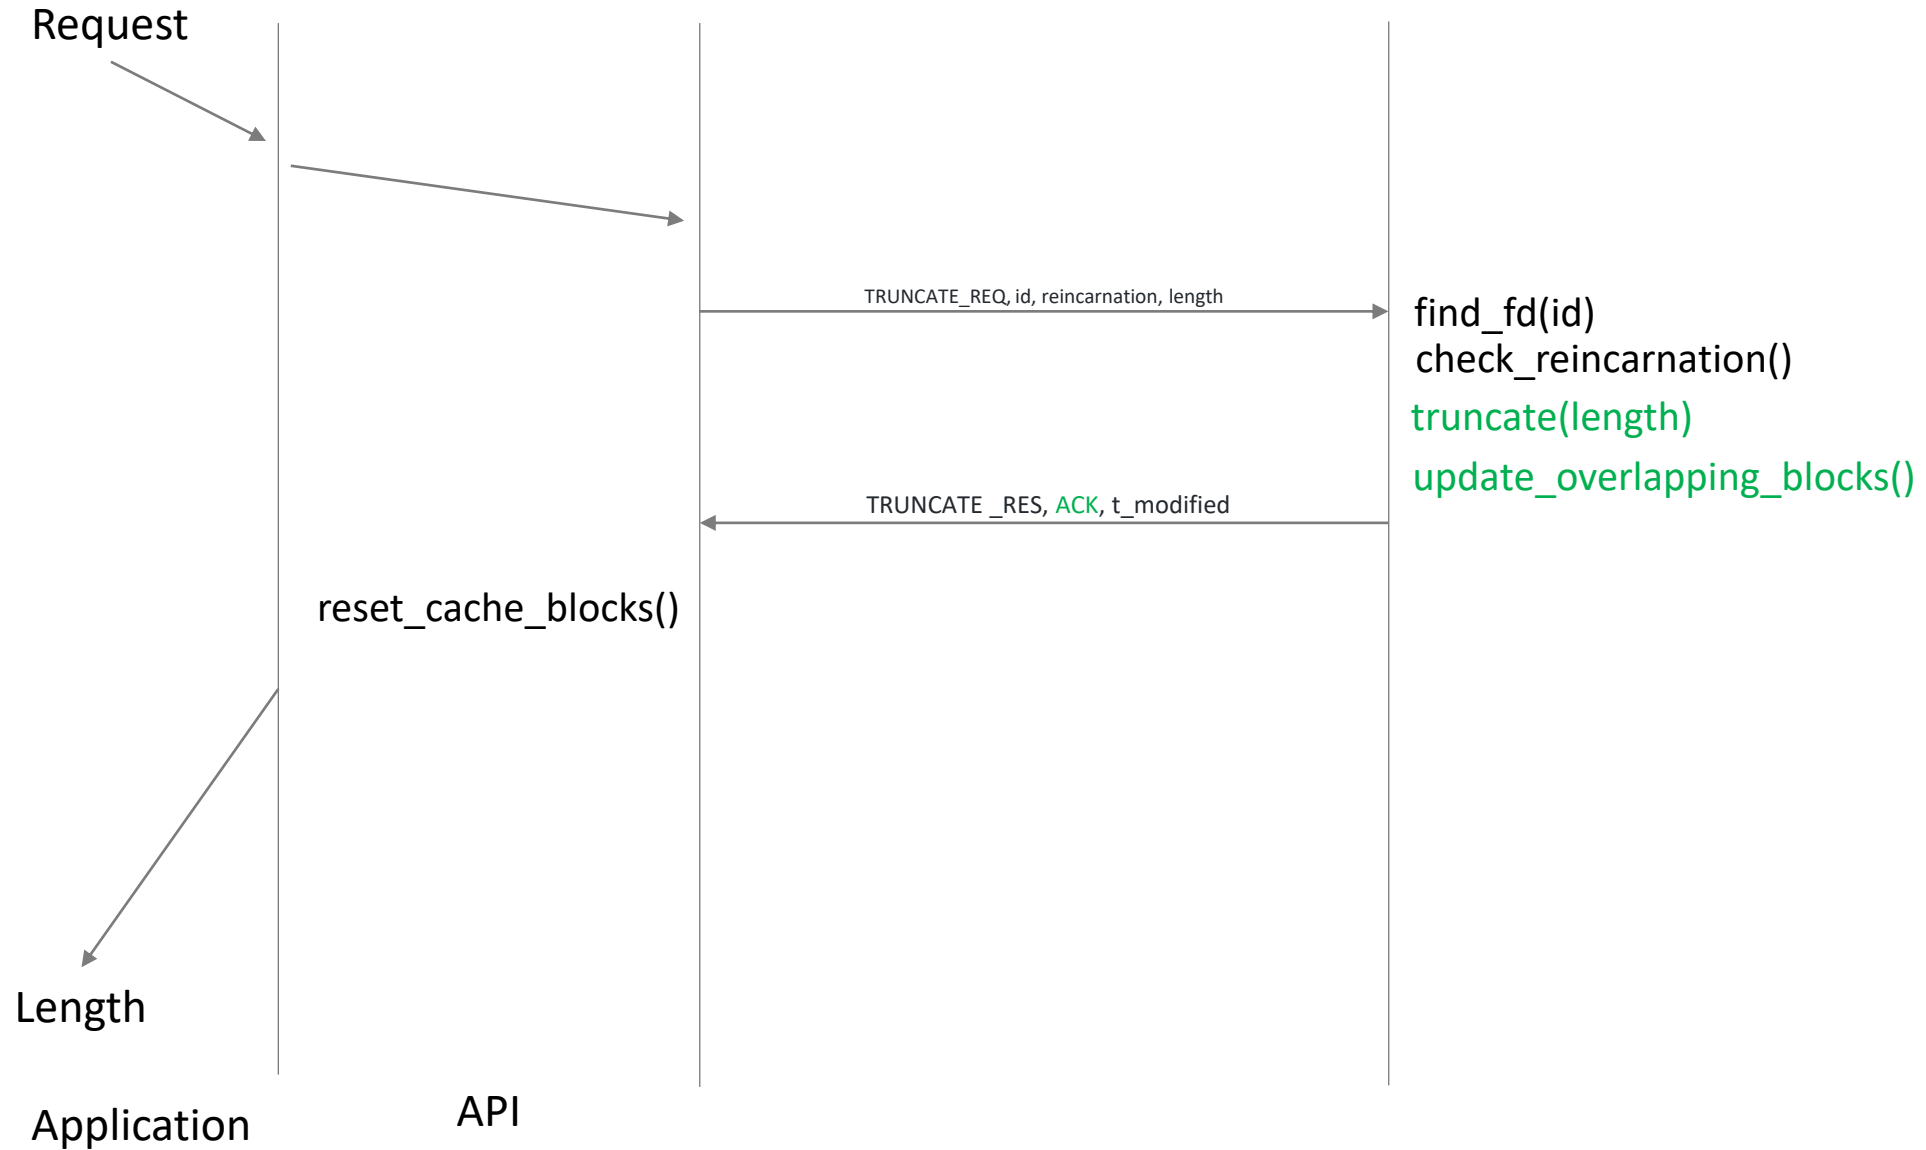 Request
TRUNCATE_REQ, id, reincarnation, length
find_fd(id)
check_reincarnation()
truncate(length)
update_overlapping_blocks()
TRUNCATE _RES, ACK, t_modified
reset_cache_blocks()
Length
Application
API